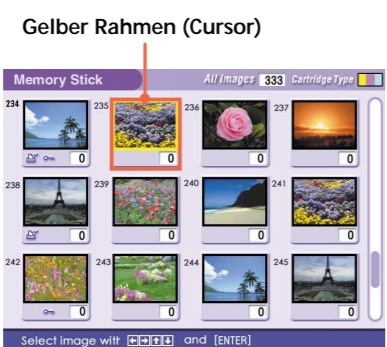 Gelber Rahmen (Cursor)
Memory Stick All Images 333 Cartridge Type
234 235 236 237
0 0 0 0
238 239 240 241
0 0 0 0
242 243 244 245
0 0 0 0
Select image with and [ENTER]